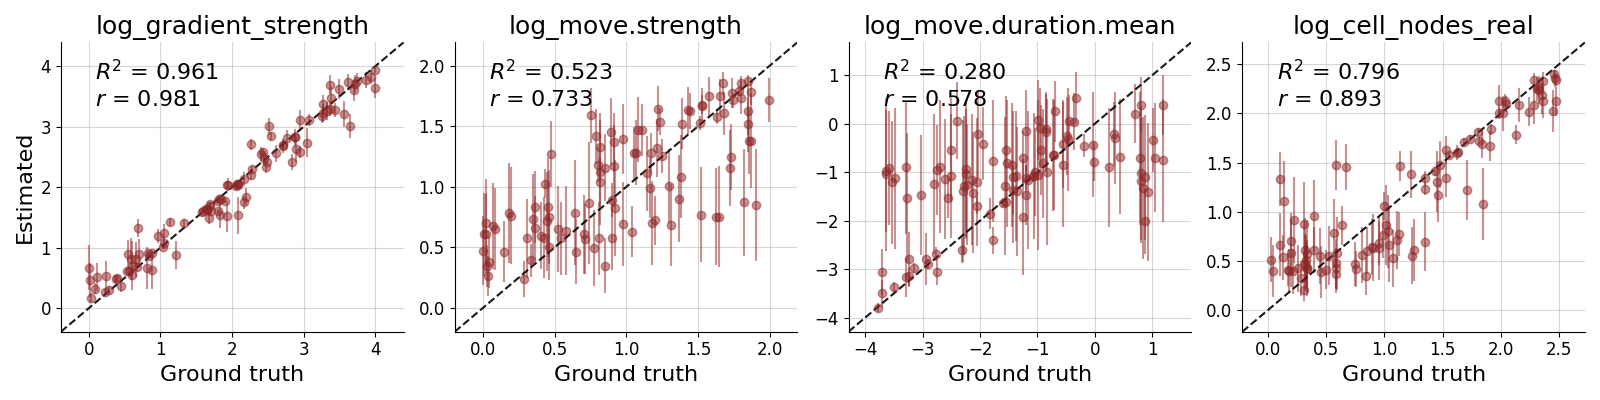 log_gradient_strength
R² = 0.961
r = 0.981
Estimated
4
3
2
1
0
0 1 2 3 4
Ground truth
log_move.strength
R² = 0.523
r = 0.733
2.0
1.5
1.0
0.5
0.0
0.0 0.5 1.0 1.5 2.0
Ground truth
log_move.duration.mean
R² = 0.280
r = 0.578
1
0
−1
−2
−3
−4
−4 −3 −2 −1 0 1
Ground truth
log_cell_nodes_real
R² = 0.796
r = 0.893
2.5
2.0
1.5
1.0
0.5
0.0
0.0 0.5 1.0 1.5 2.0 2.5
Ground truth